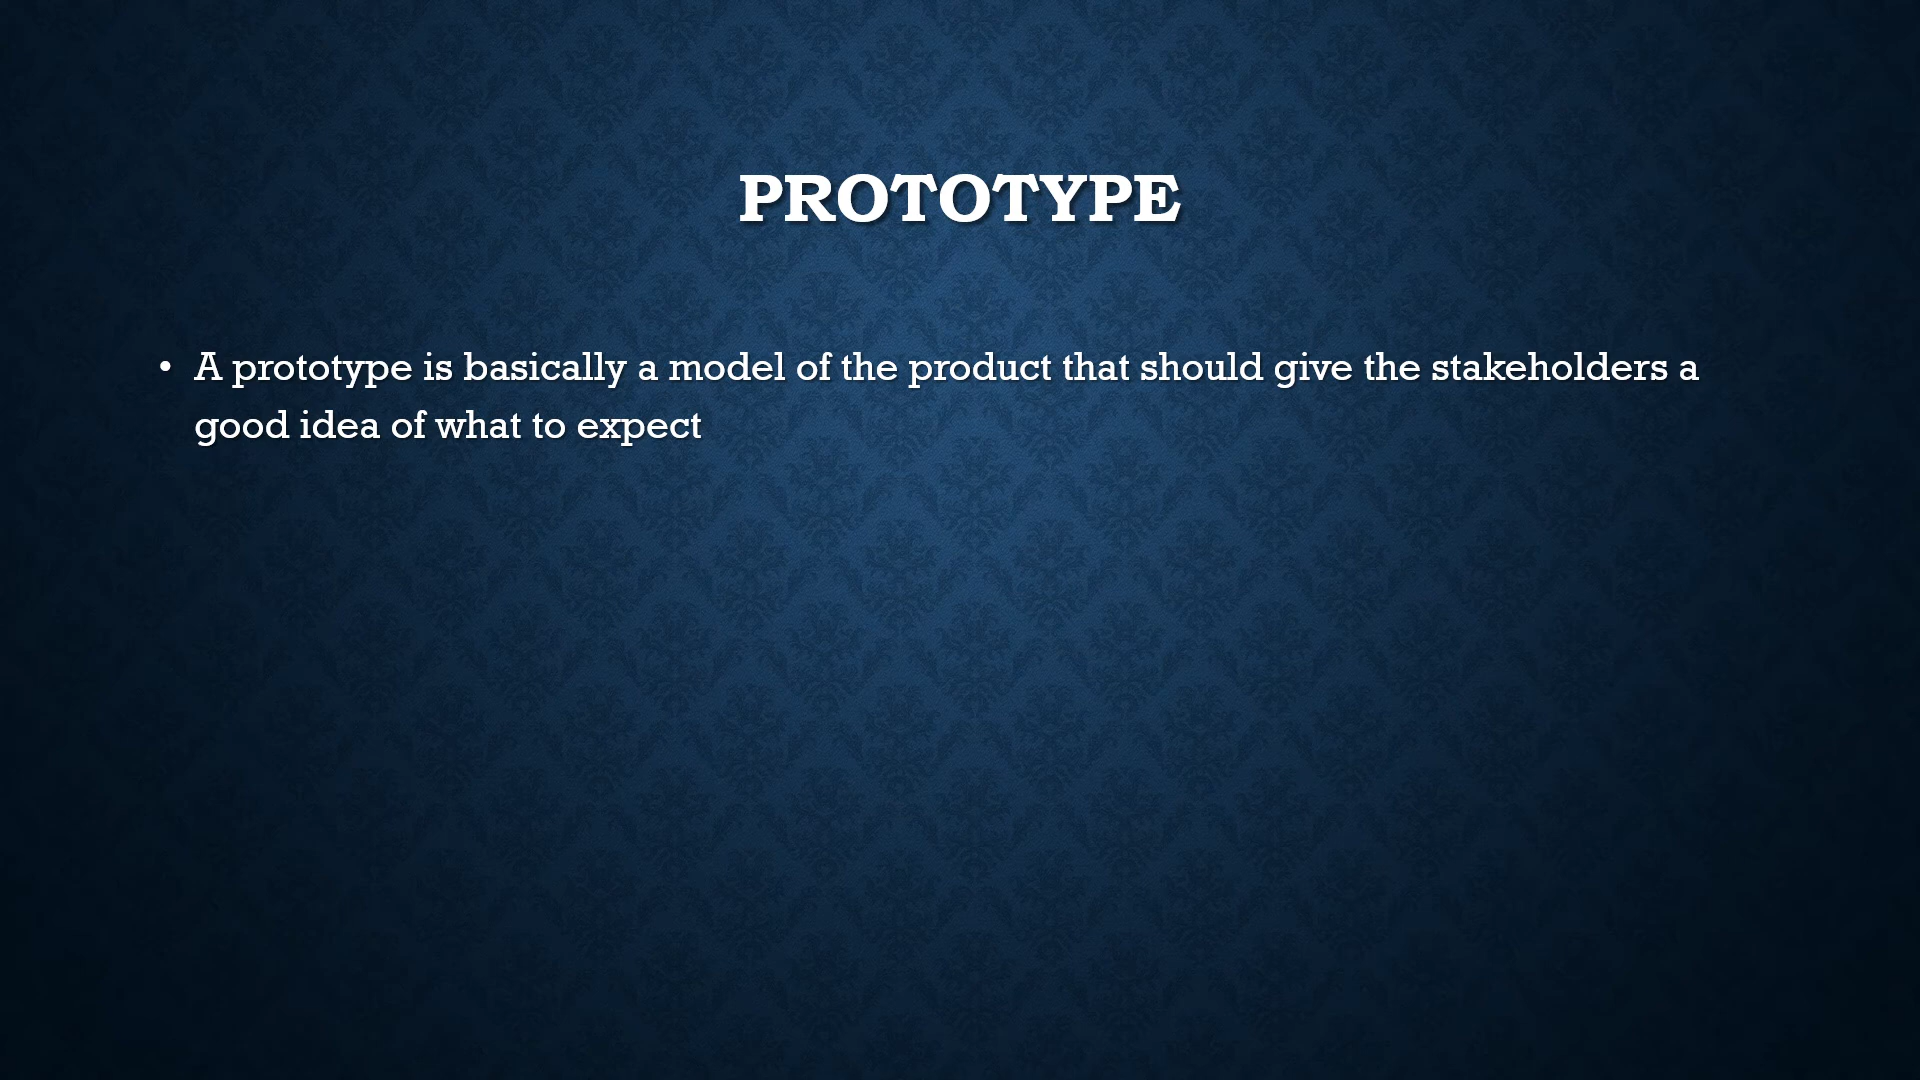 PROTOTYPE
• A prototype is basically a model of the product that should give the stakeholders a
good idea of what to expect